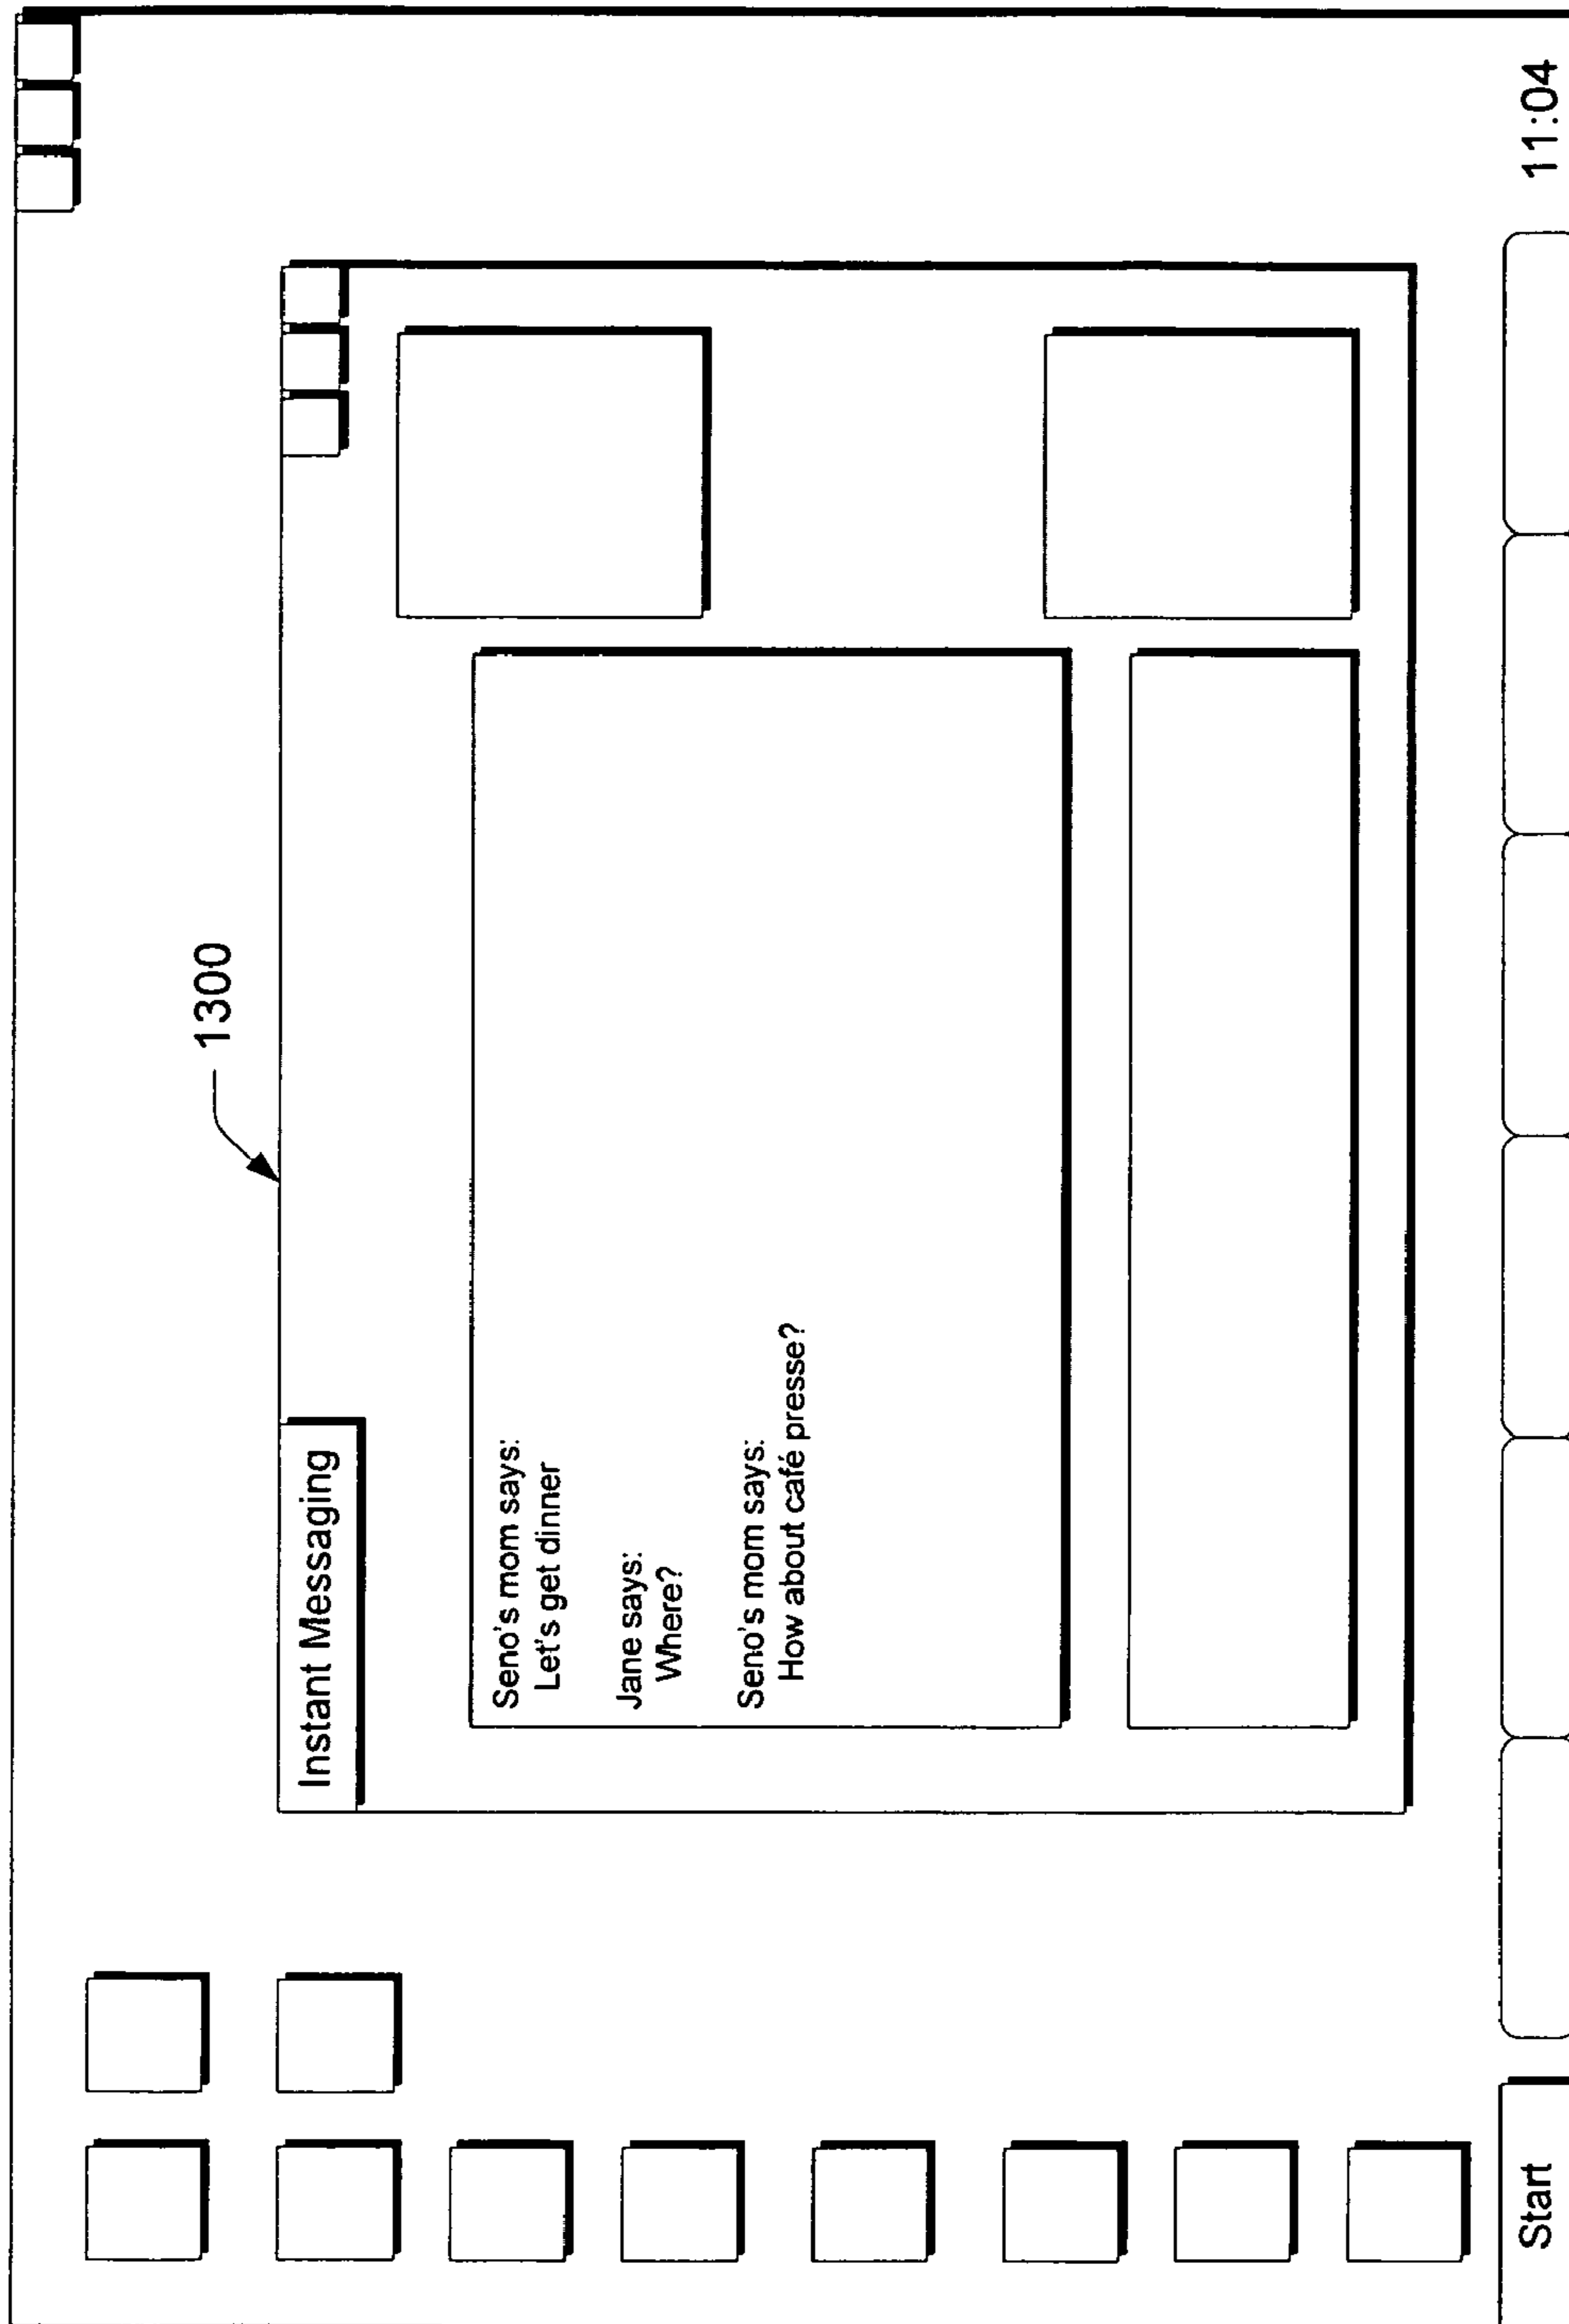 1300
Instant Messaging
Seno's mom says:
Let's get dinner
Jane says:
Where?
Seno's mom says:
How about café presse?
Start
11:04